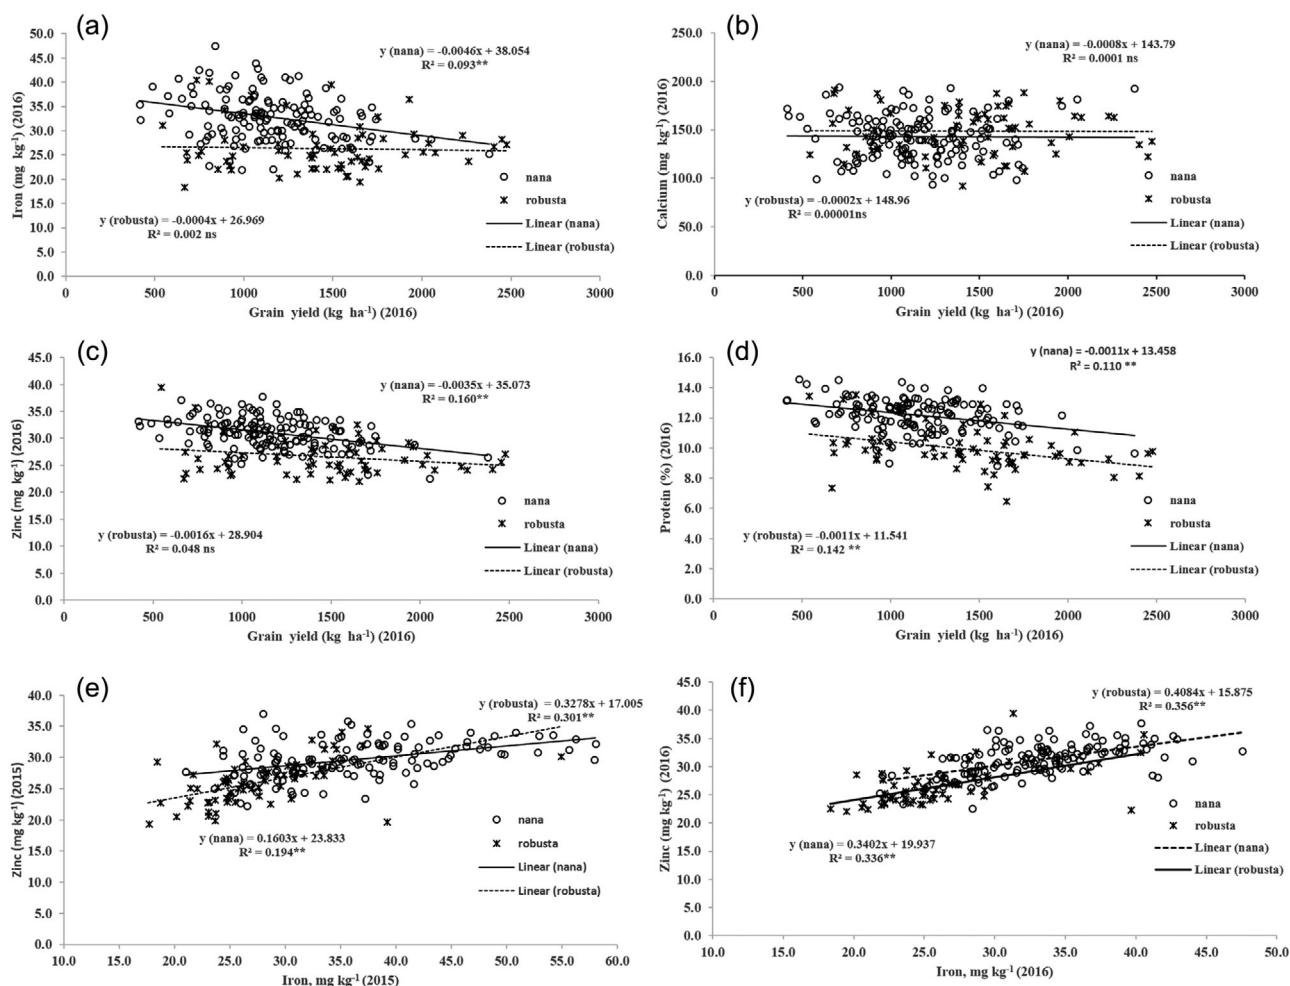 (a)
50.0
45.0
40.0
35.0
30.0
25.0
20.0
15.0
10.0
5.0
0.0
Iron (mg kg⁻¹) (2016)
y (nana) = -0.0046x + 38.054
R² = 0.093**
y (robusta) = -0.0004x + 26.969
R² = 0.002 ns
nana
robusta
Linear (nana)
Linear (robusta)
0 500 1000 1500 2000 2500 3000
Grain yield (kg ha⁻¹) (2016)
(b)
250.0
200.0
150.0
100.0
50.0
0.0
Calcium (mg kg⁻¹) (2016)
y (nana) = -0.0008x + 143.79
R² = 0.0001 ns
y (robusta) = -0.0002x + 148.96
R² = 0.00001ns
nana
robusta
Linear (nana)
Linear (robusta)
0 500 1000 1500 2000 2500 3000
Grain yield (kg ha⁻¹) (2016)
(c)
45.0
40.0
35.0
30.0
25.0
20.0
15.0
10.0
5.0
0.0
Zinc (mg kg⁻¹) (2016)
y (nana) = -0.0035x + 35.073
R² = 0.160**
y (robusta) = -0.0016x + 28.904
R² = 0.048 ns
nana
robusta
Linear (nana)
Linear (robusta)
0 500 1000 1500 2000 2500 3000
Grain yield (kg ha⁻¹) (2016)
(d)
16.0
14.0
12.0
10.0
8.0
6.0
4.0
2.0
0.0
Protein (%) (2016)
y (nana) = -0.0011x + 13.458
R² = 0.110 **
y (robusta) = -0.0011x + 11.541
R² = 0.142 **
nana
robusta
Linear (nana)
Linear (robusta)
0 500 1000 1500 2000 2500 3000
Grain yield (kg ha⁻¹) (2016)
(e)
40.0
35.0
30.0
25.0
20.0
15.0
10.0
5.0
0.0
Zinc (mg kg⁻¹) (2015)
y (robusta) = 0.3278x + 17.005
R² = 0.301**
y (nana) = 0.1603x + 23.833
R² = 0.194**
nana
robusta
Linear (nana)
Linear (robusta)
10.0 20.0 30.0 40.0 50.0 60.0
Iron, mg kg⁻¹ (2015)
(f)
45.0
40.0
35.0
30.0
25.0
20.0
15.0
10.0
5.0
0.0
Zinc (mg kg⁻¹) (2016)
y (robusta) = 0.4084x + 15.875
R² = 0.356**
y (nana) = 0.3402x + 19.937
R² = 0.336**
nana
robusta
Linear (nana)
Linear (robusta)
10.0 20.0 30.0 40.0 50.0
Iron, mg kg⁻¹ (2016)